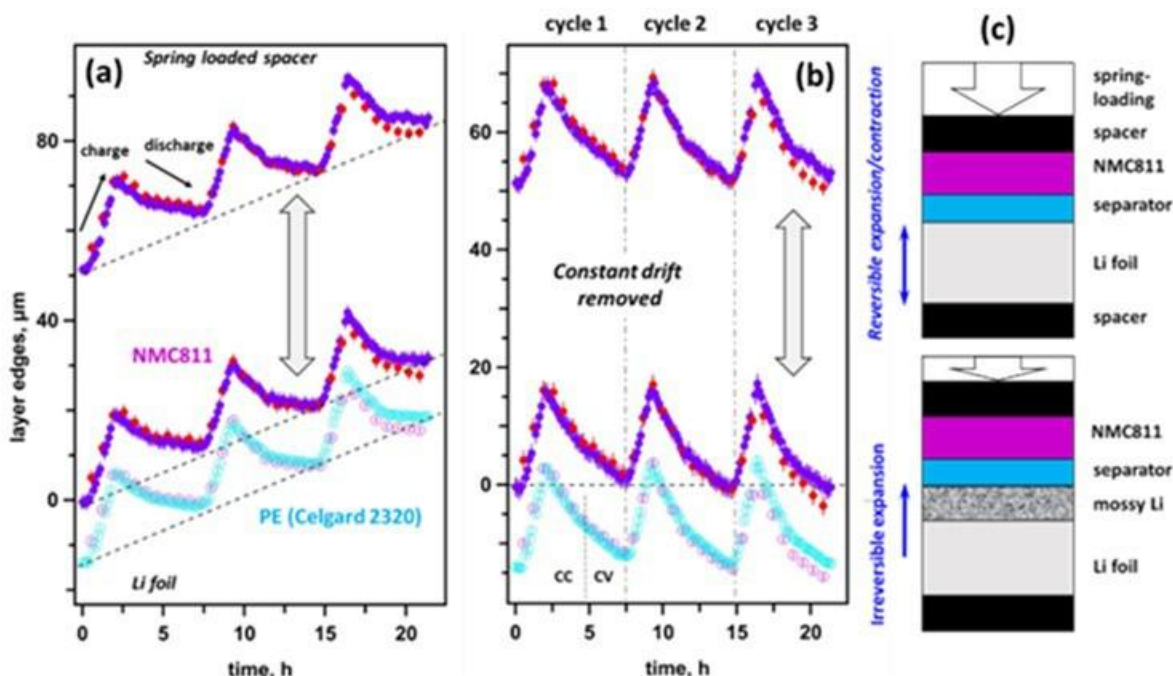 (a)
Spring loaded spacer
charge
discharge
NMC811
PE (Celgard 2320)
Li foil
layer edges, µm
80
40
0
0
5
10
15
20
time, h
cycle 1
cycle 2
cycle 3
(b)
Constant drift
removed
CC
CV
60
40
20
0
0
5
10
15
20
time, h
(c)
Reversible expansion/contraction
spring-
loading
spacer
NMC811
separator
Li foil
spacer
Irreversible expansion
NMC811
separator
mossy Li
Li foil